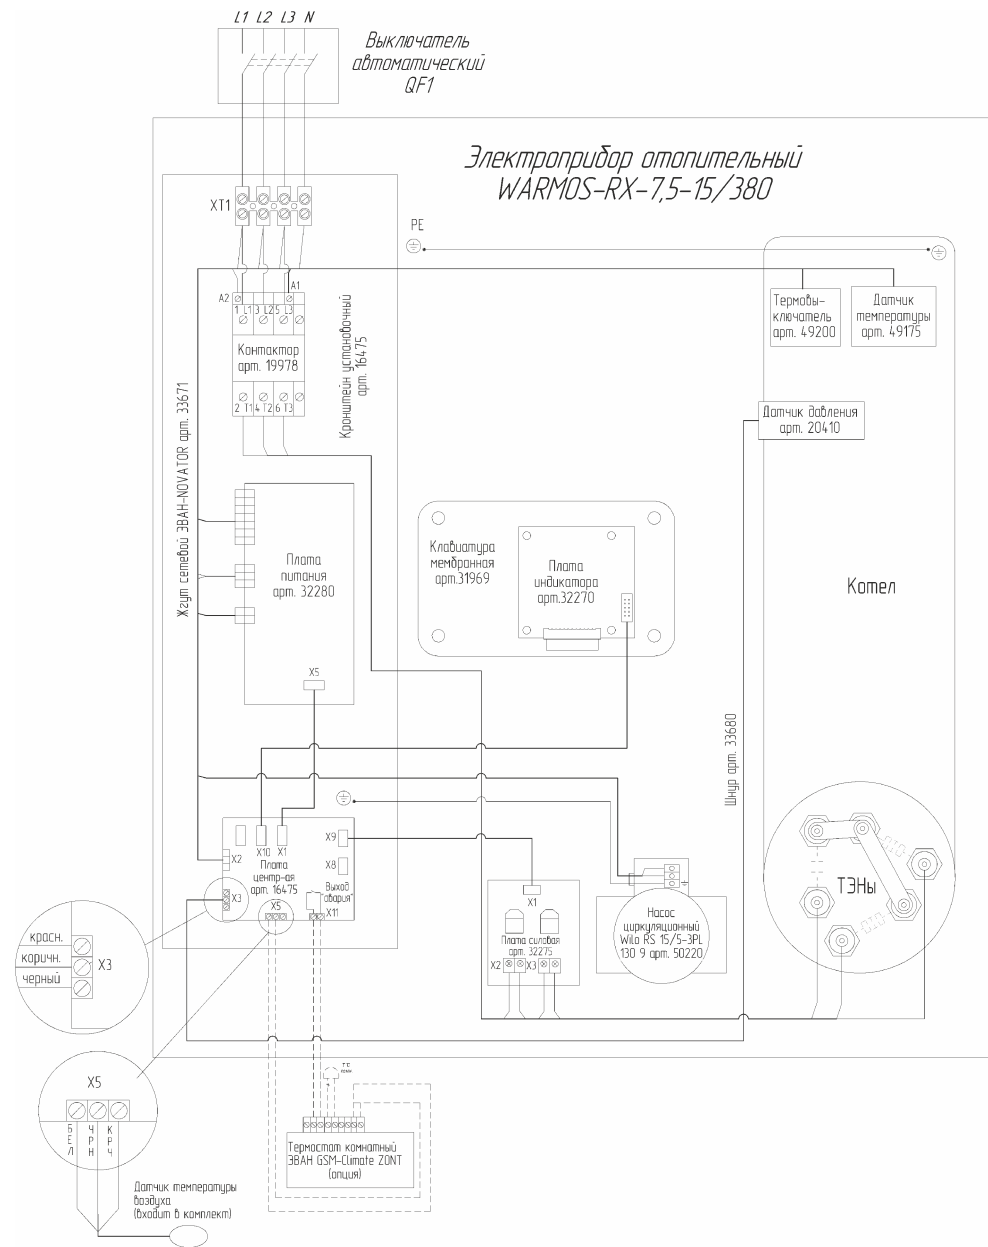 L1 L2 L3 N
Выключатель
автоматический
QF1
Электроприбор отопительный
WARMOS-RX-7,5-15/380
XT1
PE
A2
A1
1 L1 3 L2 5 L3
Контактор
арт. 19978
2 T1 4 T2 6 T3
Кронштейн установочный
арт. 16475
Жгут сетевой ЭВАН-NOVATOR арт. 33671
Термовы-
ключатель
арт. 49200
Датчик
температуры
арт. 49175
Датчик давления
арт. 20410
Плата
питания
арт. 32280
X5
Клавиатура
мембранная
арт.31969
Плата
индикатора
арт.32270
Котел
Шнур арт. 33680
X10 X1
X9
X2
X8
Плата
центр-ая
арт. 16475
Выход
"авария"
X3
X5
X11
ТЭНы
X1
Плата силовая
арт. 32275
X2 X3
Насос
циркуляционный
Wilo RS 15/5-3PL
130 9 арт. 50220
красн.
коричн.
черный
X3
X5
БЕЛ
ЧРН
КРЧ
Термостат комнатный
ЭВАН GSM-Climate ZONT
(опция)
Датчик температуры
воздуха
(входит в комплект)